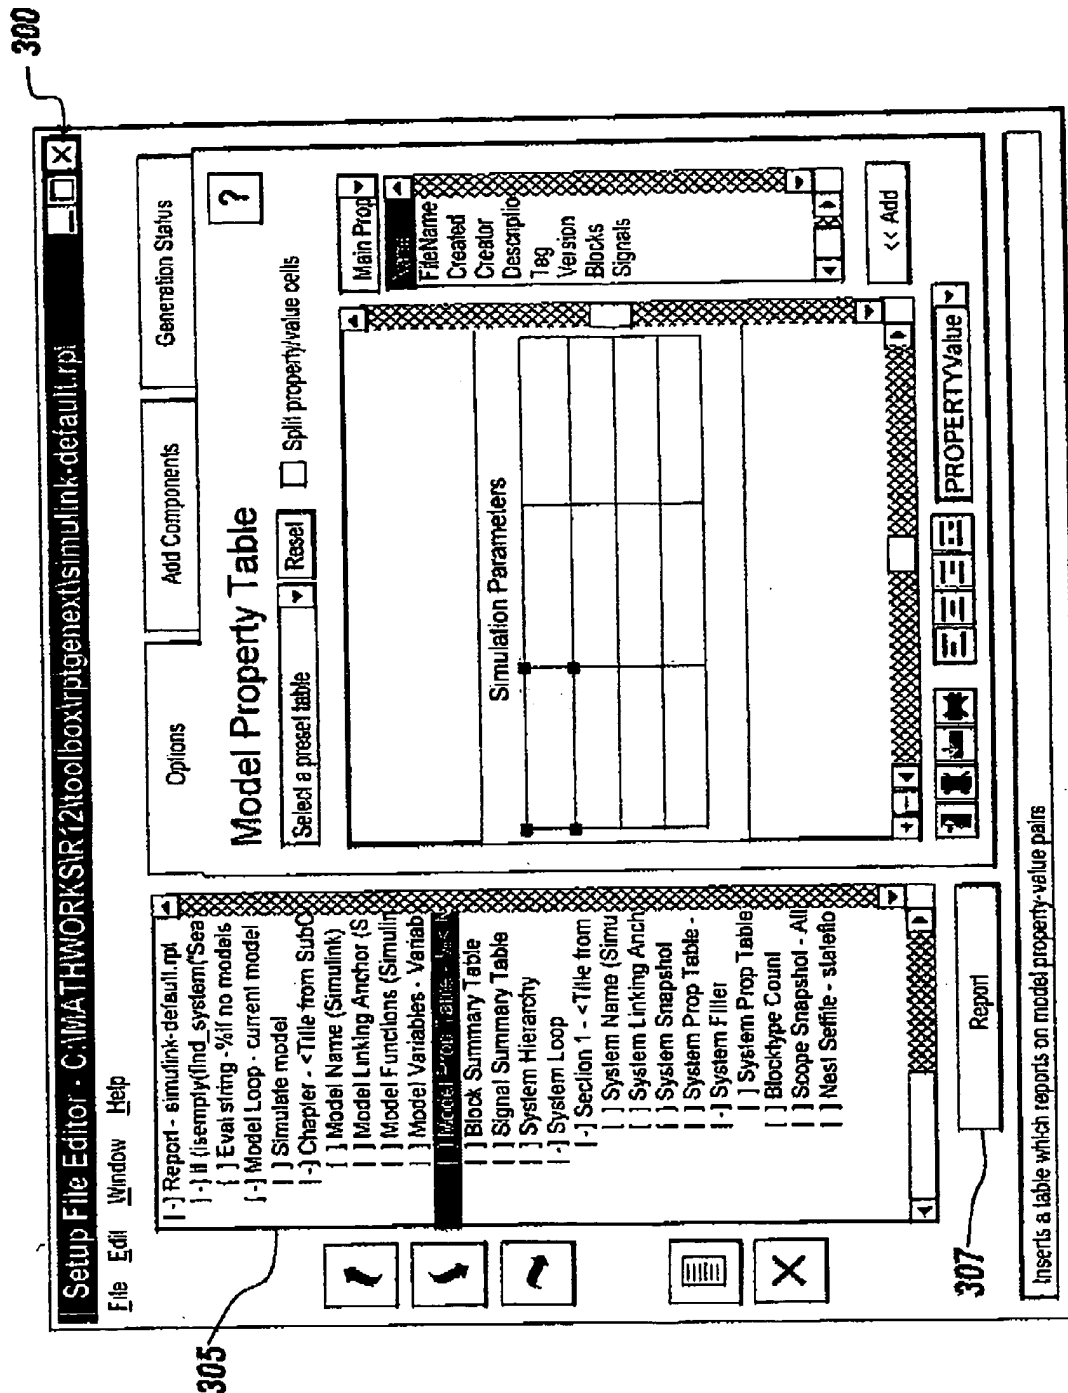 300
Setup File Editor - C:\MATHWORKS\R12\toolbox\rptgenext\simulink-default.rpt
File Edit Window Help
305
[-] Report - simulink-default.rpt
[-] if (isempty(find_system('Sea
[ ] Eval string - %if no models
[-] Model Loop - current model
[ ] Simulate model
[-] Chapter - <Title from SubC
[ ] Model Name (Simulink)
[ ] Model Linking Anchor (S
[ ] Model Functions (Simulin
[ ] Model Variables - Variab
[ ] Model Prop Table
[ ] Block Summary Table
[ ] Signal Summary Table
[ ] System Hierarchy
[-] System Loop
[-] Section 1 - <Title from
[ ] System Name (Simu
[ ] System Linking Anch
[ ] System Snapshot
[ ] System Prop Table -
[-] System Filter
[ ] System Prop Table
[ ] Blocktype Count
[ ] Scope Snapshot - All
[ ] Nest Setfile - stateflo
307
Report
Options
Add Components
Generation Status
Model Property Table
?
Select a preset table
Reset
Split property/value cells
Simulation Parameters
Main Prop
Name
FileName
Created
Creator
Descriptio
Tag
Version
Blocks
Signals
<< Add
+ -
PROPERTYValue
Inserts a table which reports on model property-value pairs